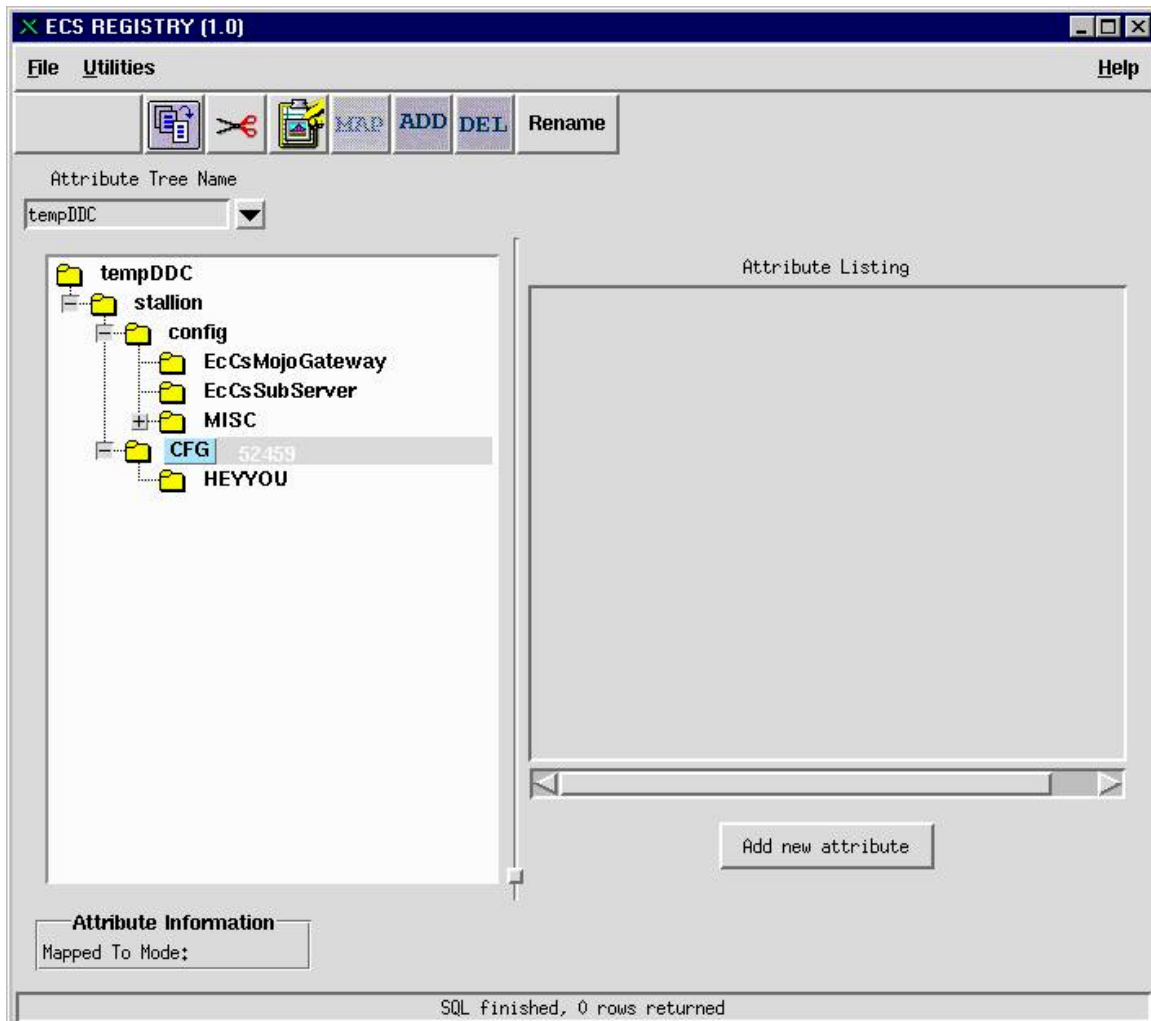 ECS REGISTRY (1.0)
File Utilities Help
MAP ADD DEL Rename
Attribute Tree Name
tempDDC
tempDDC
stallion
config
EcCsMojoGateway
EcCsSubServer
MISC
CFG 52459
HEYYOU
Attribute Listing
Add new attribute
Attribute Information
Mapped To Mode:
SQL finished, 0 rows returned